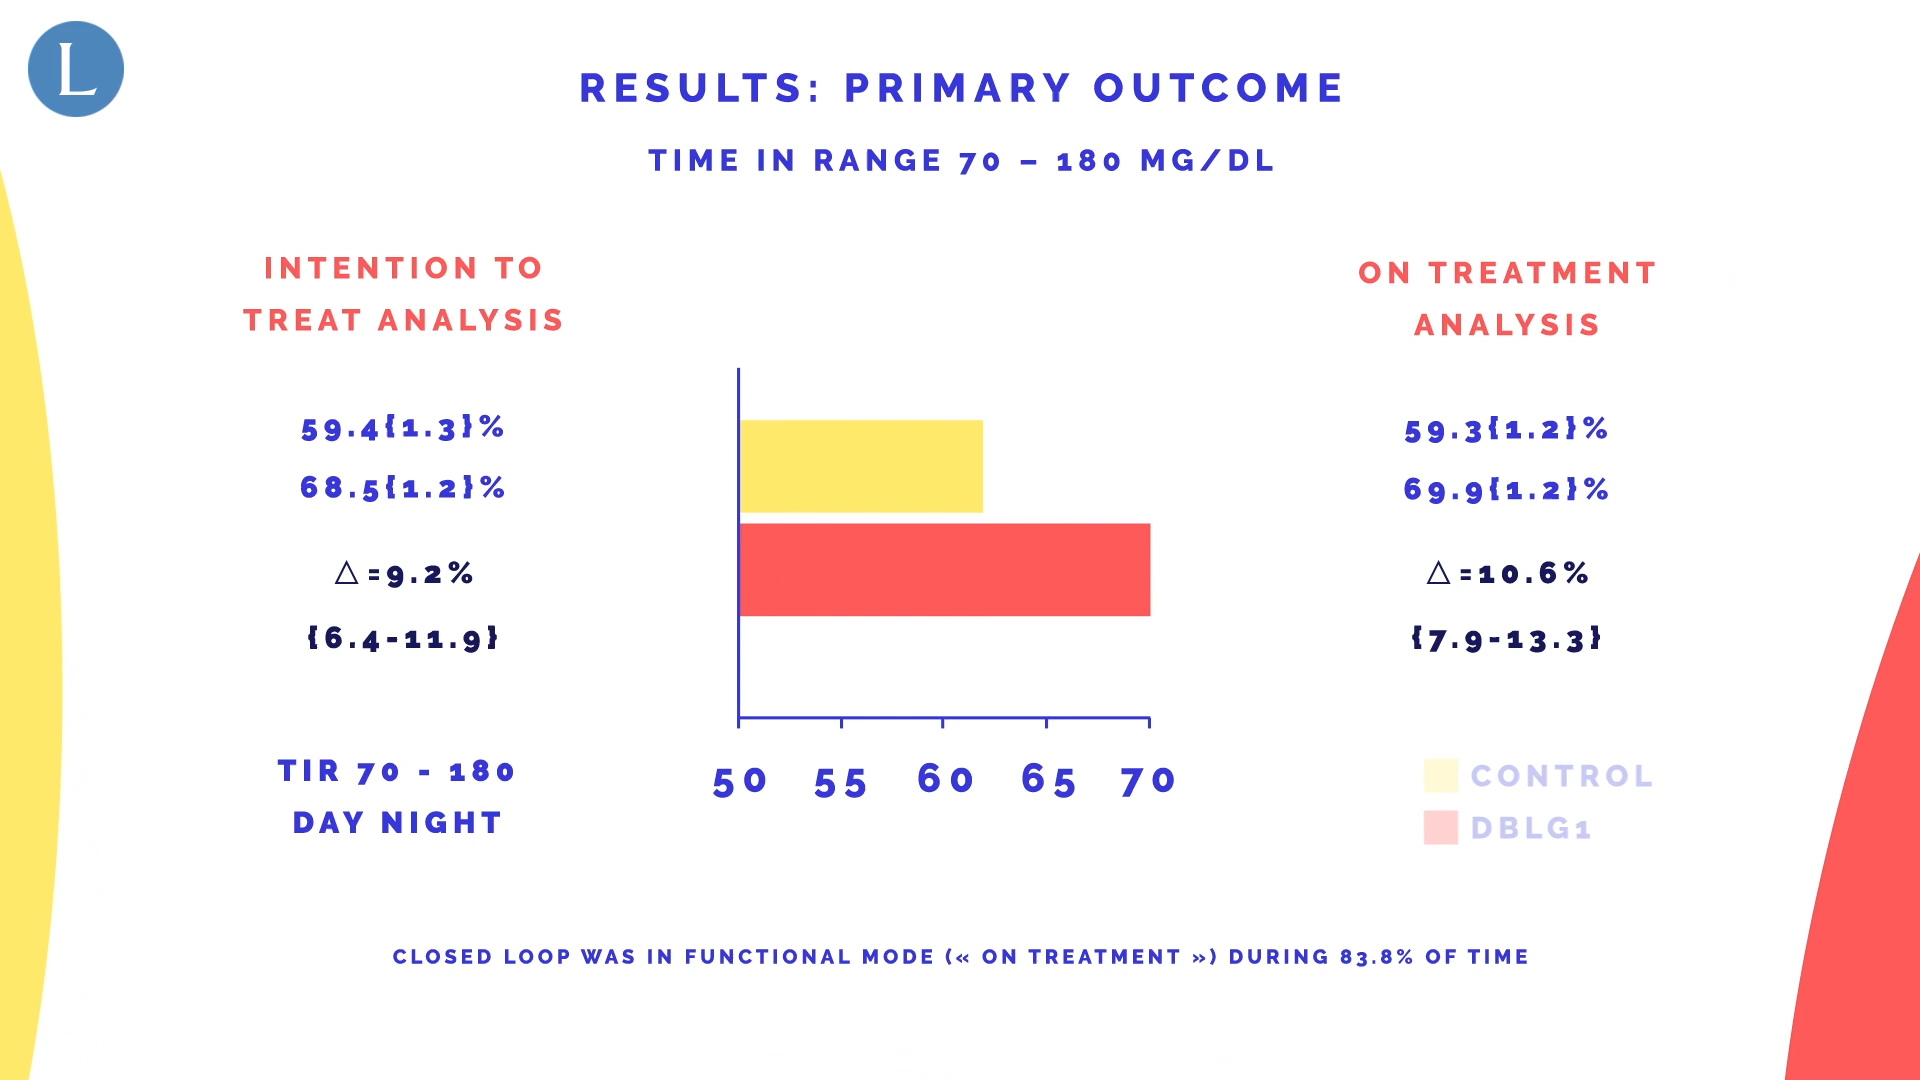 L
RESULTS: PRIMARY OUTCOME
TIME IN RANGE 70 – 180 MG/DL
INTENTION TO
TREAT ANALYSIS
59.4{1.3}%
68.5{1.2}%
△=9.2%
{6.4-11.9}
TIR 70 - 180
DAY NIGHT
50 55 60 65 70
ON TREATMENT
ANALYSIS
59.3{1.2}%
69.9{1.2}%
△=10.6%
{7.9-13.3}
CONTROL
DBLG1
CLOSED LOOP WAS IN FUNCTIONAL MODE (« ON TREATMENT ») DURING 83.8% OF TIME